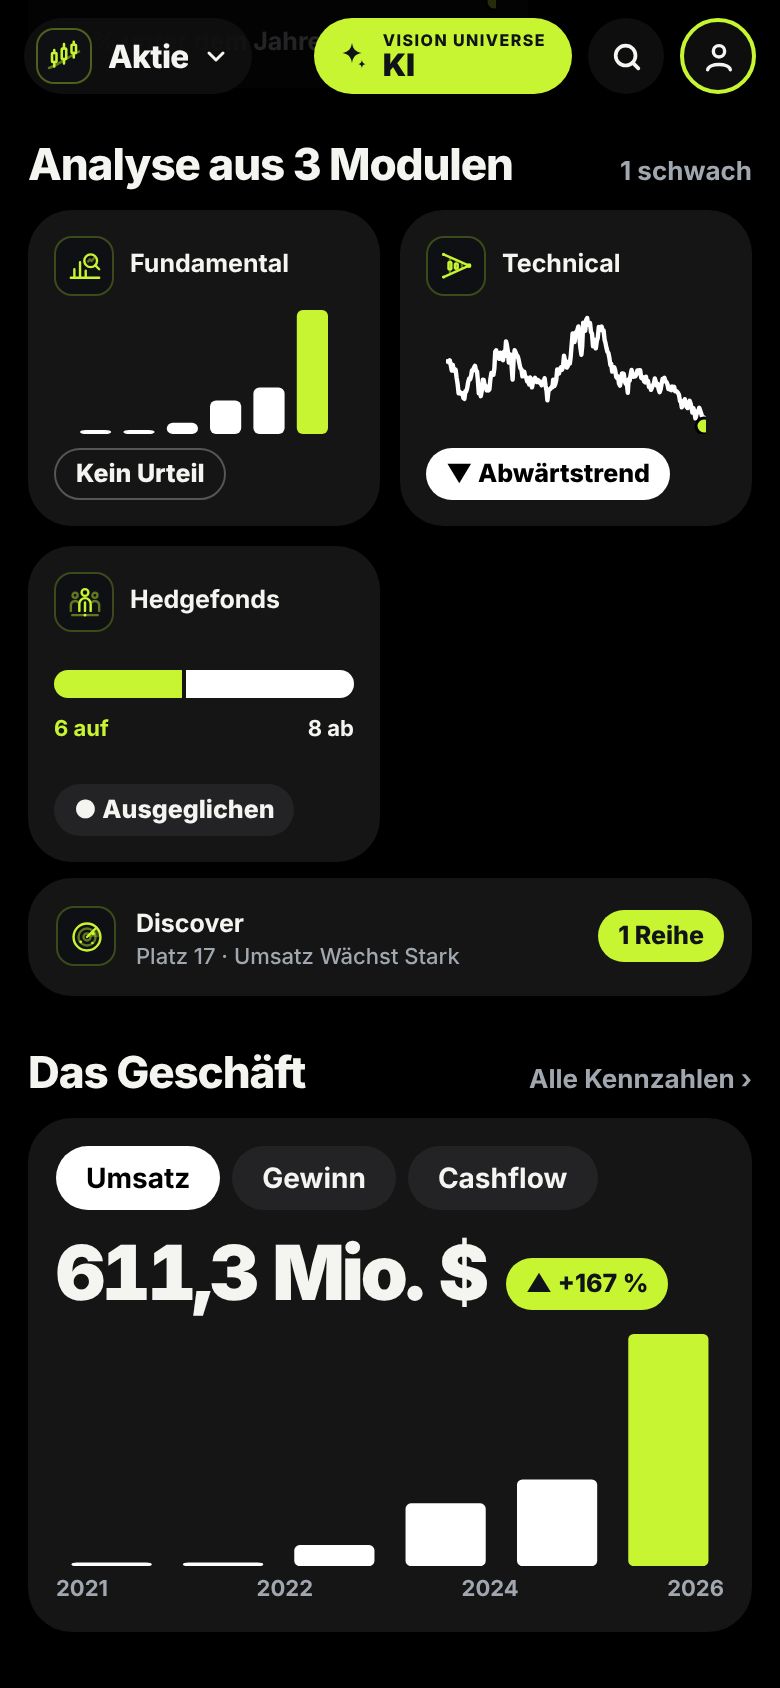 Aktie
Jahre
VISION UNIVERSE
KI
Analyse aus 3 Modulen
1 schwach
Fundamental
Kein Urteil
Technical
▼ Abwärtstrend
Hedgefonds
6 auf
8 ab
Ausgeglichen
Discover
Platz 17 · Umsatz Wächst Stark
1 Reihe
Das Geschäft
Alle Kennzahlen ›
Umsatz
Gewinn
Cashflow
611,3 Mio. $
▲ +167 %
2021
2022
2024
2026